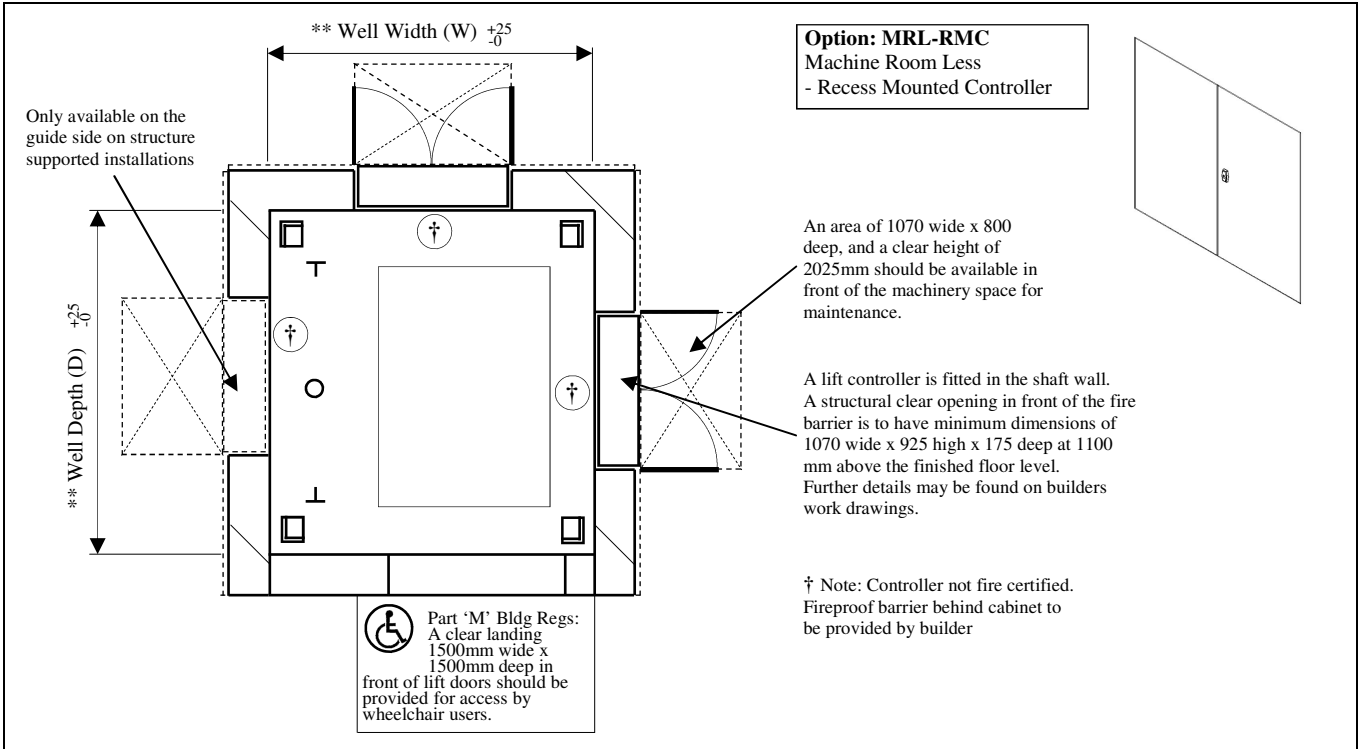 ** Well Width (W) +25 -0
Option: MRL-RMC
Machine Room Less
- Recess Mounted Controller
Only available on the
guide side on structure
supported installations
** Well Depth (D) +25 -0
†
†
†
An area of 1070 wide x 800
deep, and a clear height of
2025mm should be available in
front of the machinery space for
maintenance.
A lift controller is fitted in the shaft wall.
A structural clear opening in front of the fire
barrier is to have minimum dimensions of
1070 wide x 925 high x 175 deep at 1100
mm above the finished floor level.
Further details may be found on builders
work drawings.
† Note: Controller not fire certified.
Fireproof barrier behind cabinet to
be provided by builder
Part ‘M’ Bldg Regs:
A clear landing
1500mm wide x
1500mm deep in
front of lift doors should be
provided for access by
wheelchair users.